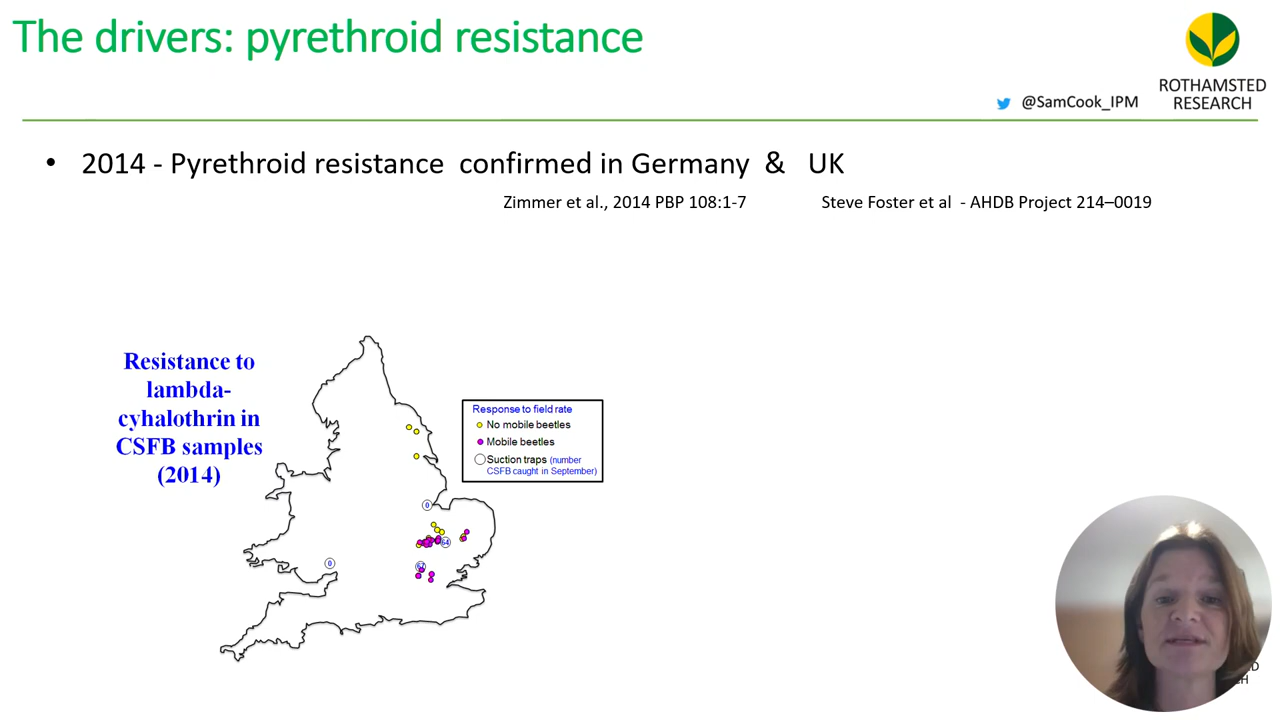 The drivers: pyrethroid resistance
@SamCook_IPM
ROTHAMSTED
RESEARCH
• 2014 - Pyrethroid resistance confirmed in Germany & UK
Zimmer et al., 2014 PBP 108:1-7 Steve Foster et al - AHDB Project 214–0019
Resistance to
lambda-
cyhalothrin in
CSFB samples
(2014)
Response to field rate
No mobile beetles
Mobile beetles
Suction traps (number
CSFB caught in September)
0
64
0